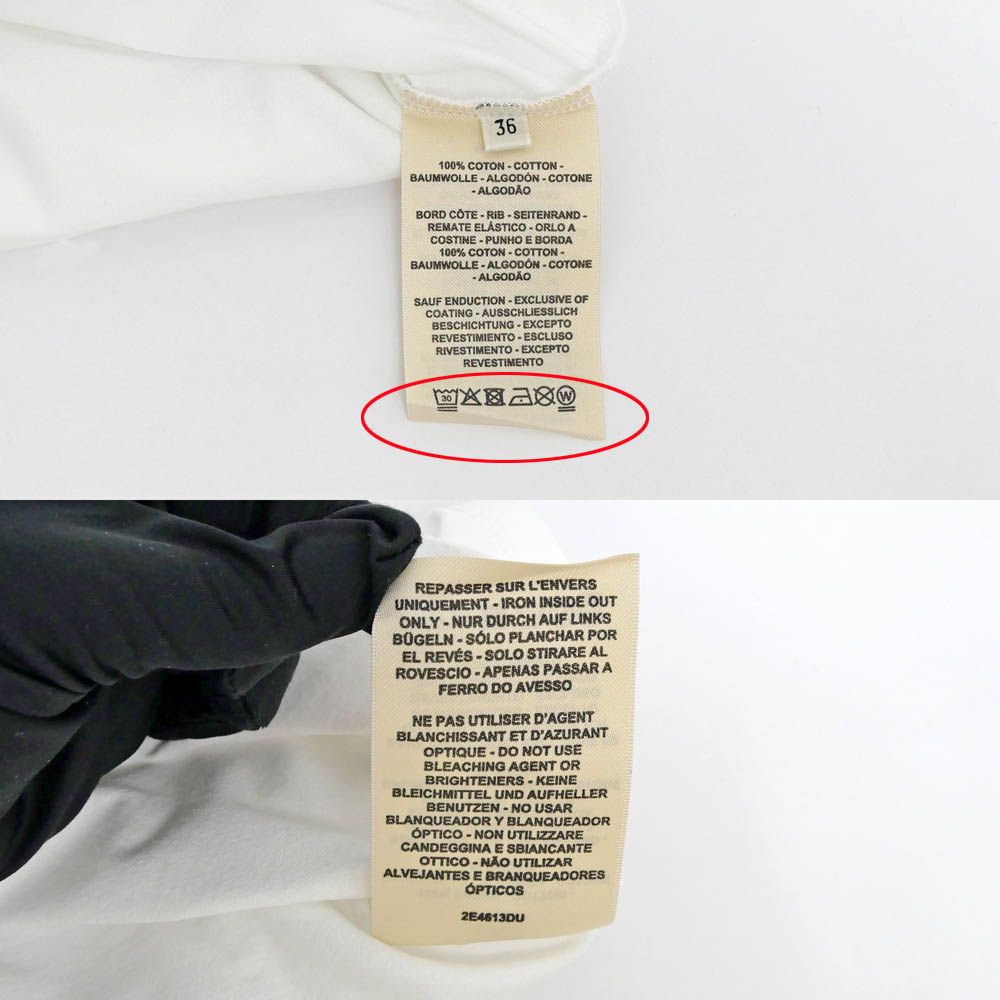 36
100% COTON - COTTON -
BAUMWOLLE - ALGODÓN - COTONE
- ALGODÃO
BORD CÔTE - RIB - SEITENRAND -
REMATE ELÁSTICO - ORLO A
COSTINE - PUNHO E BORDA
100% COTON - COTTON -
BAUMWOLLE - ALGODÓN - COTONE
- ALGODÃO
SAUF ENDUCTION - EXCLUSIVE OF
COATING - AUSSCHLIESSLICH
BESCHICHTUNG - EXCEPTO
REVESTIMIENTO - ESCLUSO
RIVESTIMENTO - EXCEPTO
REVESTIMENTO
30 W
REPASSER SUR L'ENVERS
UNIQUEMENT - IRON INSIDE OUT
ONLY - NUR DURCH AUF LINKS
BÜGELN - SÓLO PLANCHAR POR
EL REVÉS - SOLO STIRARE AL
ROVESCIO - APENAS PASSAR A
FERRO DO AVESSO
NE PAS UTILISER D'AGENT
BLANCHISSANT ET D'AZURANT
OPTIQUE - DO NOT USE
BLEACHING AGENT OR
BRIGHTENERS - KEINE
BLEICHMITTEL UND AUFHELLER
BENUTZEN - NO USAR
BLANQUEADOR Y BLANQUEADOR
ÓPTICO - NON UTILIZZARE
CANDEGGINA E SBIANCANTE
OTTICO - NÃO UTILIZAR
ALVEJANTES E BRANQUEADORES
ÓPTICOS
2E4613DU